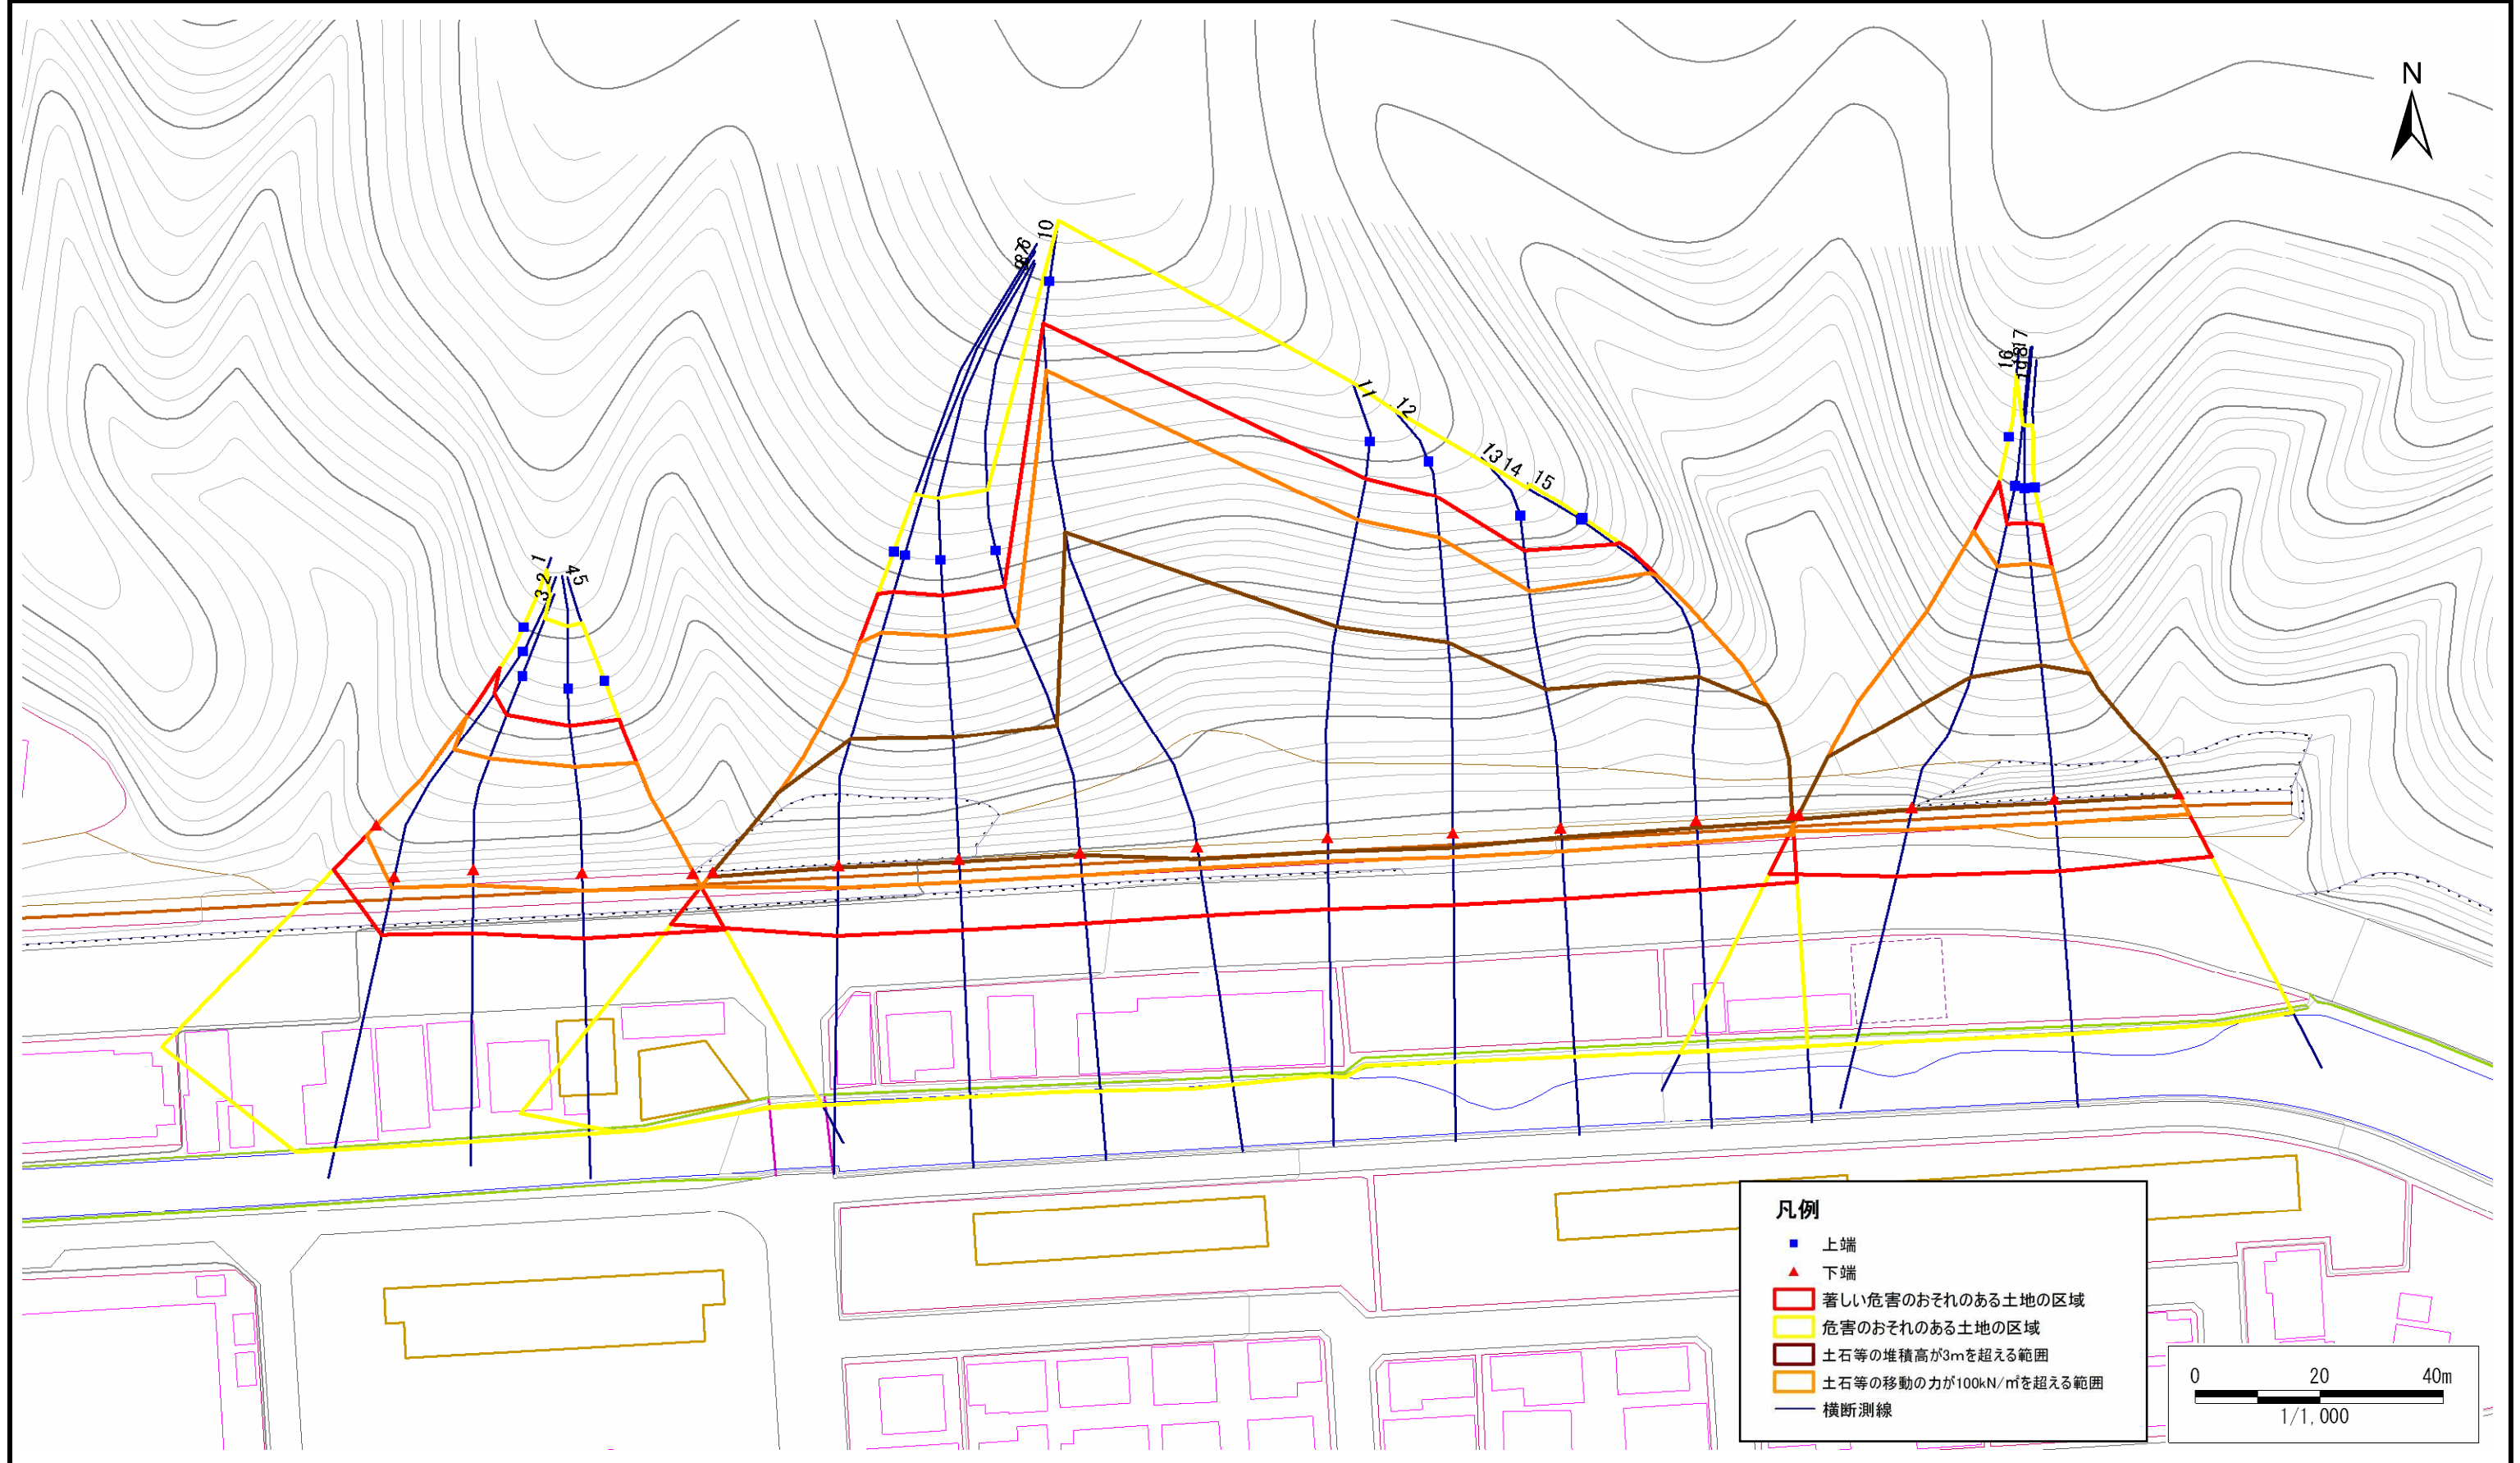 N
10
6
7
8
11
12
13
14
15
17
16
18
19
1
2
3
4
5
凡例
上端
下端
著しい危害のおそれのある土地の区域
危害のおそれのある土地の区域
土石等の堆積高が3mを超える範囲
土石等の移動の力が100kN/㎡を超える範囲
横断測線
0 20 40m
1/1,000